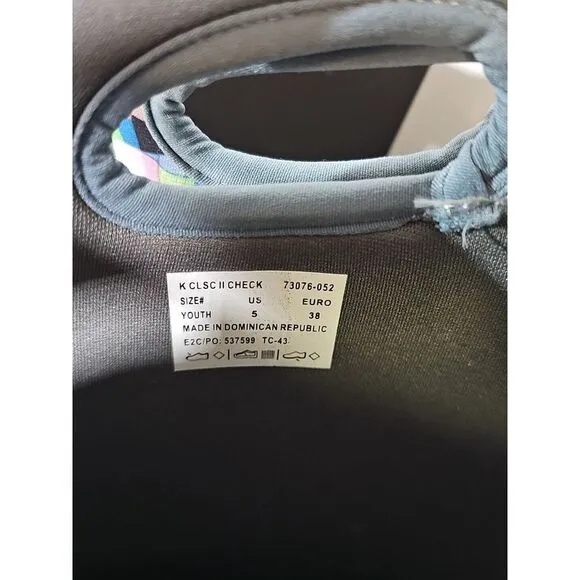 K CLSC II CHECK 73076-052
SIZE# US EURO
YOUTH 5 38
MADE IN DOMINICAN REPUBLIC
E2C/PO: 537599 TC-43